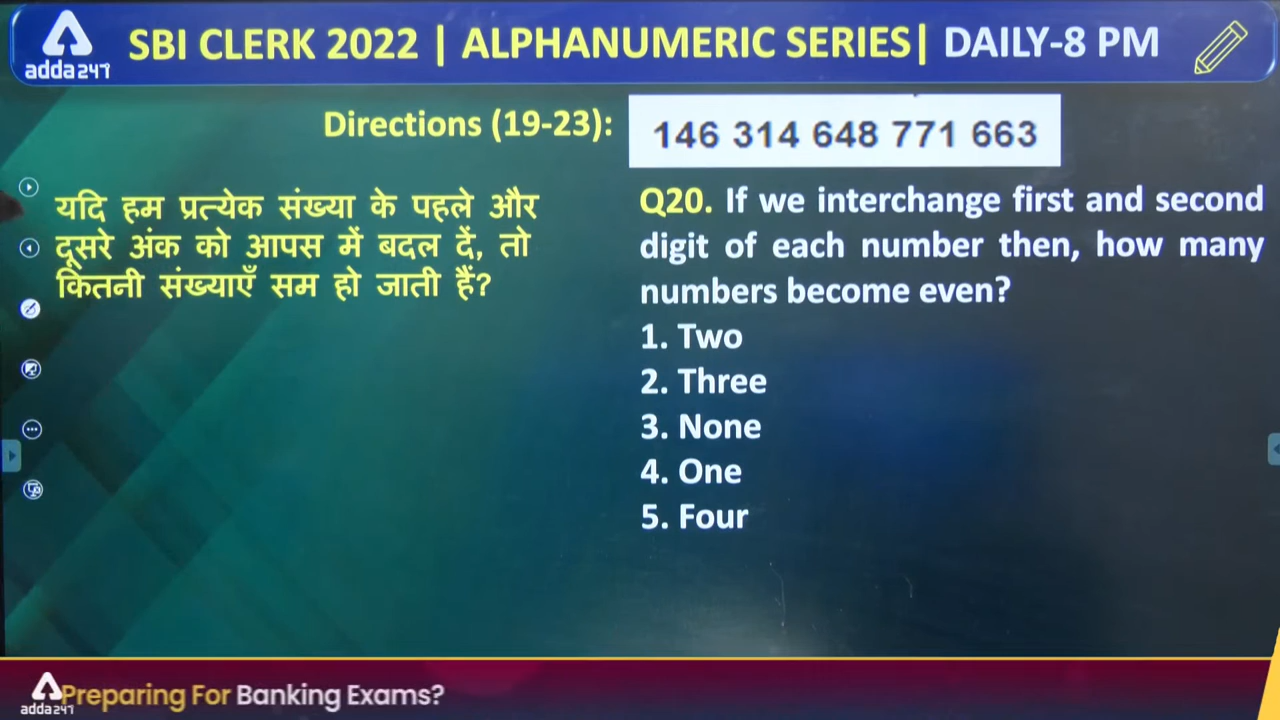 SBI CLERK 2022 | ALPHANUMERIC SERIES| DAILY-8 PM
adda247
Directions (19-23):
146 314 648 771 663
यदि हम प्रत्येक संख्या के पहले और
दूसरे अंक को आपस में बदल दें, तो
कितनी संख्याएँ सम हो जाती हैं?
Q20. If we interchange first and second
digit of each number then, how many
numbers become even?
1. Two
2. Three
3. None
4. One
5. Four
Preparing For Banking Exams?
adda247